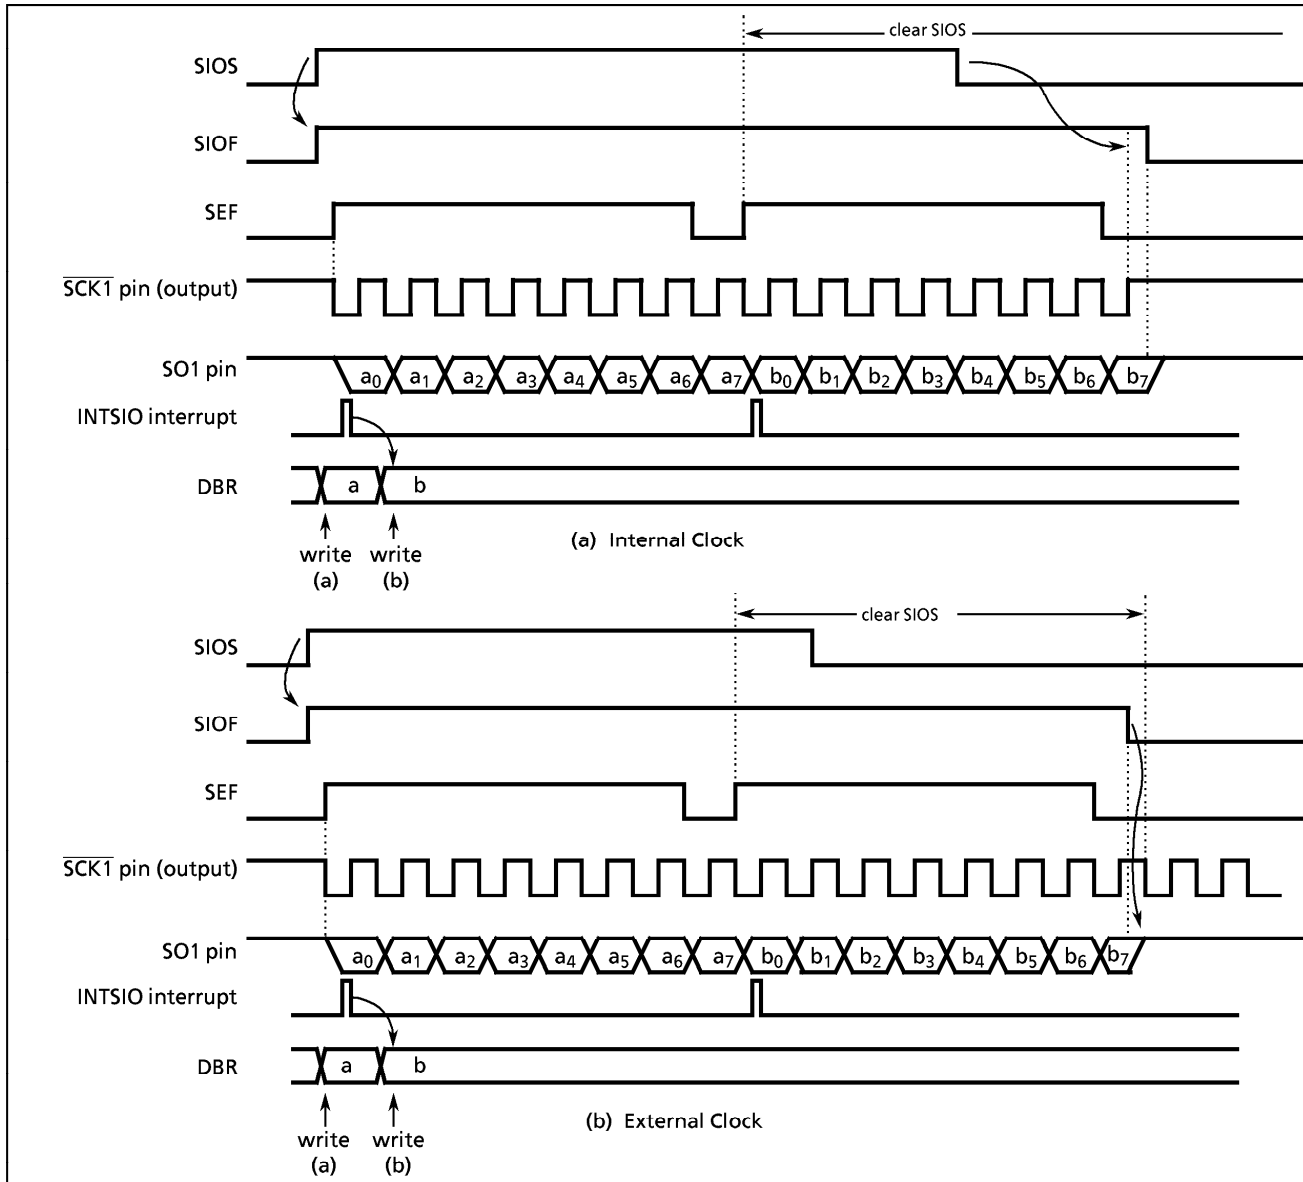 clear SIOS
SIOS
SIOF
SEF
SCK1 pin (output)
SO1 pin
a0 a1 a2 a3 a4 a5 a6 a7 b0 b1 b2 b3 b4 b5 b6 b7
INTSIO interrupt
DBR a b
(a) Internal Clock
write write
(a) (b)
clear SIOS
SIOS
SIOF
SEF
SCK1 pin (output)
SO1 pin
a0 a1 a2 a3 a4 a5 a6 a7 b0 b1 b2 b3 b4 b5 b6 b7
INTSIO interrupt
DBR a b
(b) External Clock
write write
(a) (b)